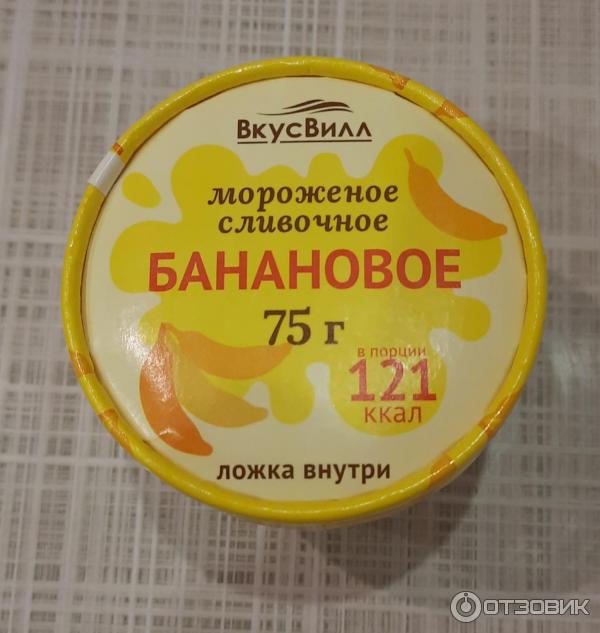 ВкусВилл
мороженое
сливочное
БАНАНОВОЕ
75 г
в порции
121
ккал
ложка внутри
ОТЗОВИК